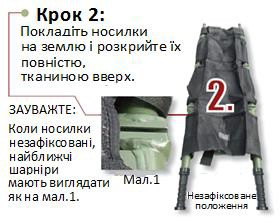 Крок 2:
Покладіть носилки
на землю і розкрийте їх
повністю,
тканиною вверх.
2.
ЗАУВАЖТЕ:
Коли носилки
незафіксовані,
найближчі
шарніри
мають виглядати
як на мал.1.
Мал.1
Незафіксоване
положення